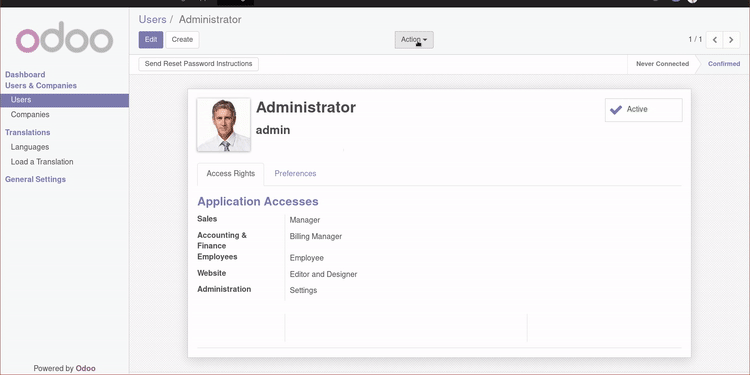 odoo
Users / Administrator
Edit
Create
Action
1 / 1
Send Reset Password Instructions
Never Connected
Confirmed
Dashboard
Users & Companies
Users
Companies
Translations
Languages
Load a Translation
General Settings
Administrator
admin
Active
Access Rights
Preferences
Application Accesses
Sales
Manager
Accounting &
Finance
Billing Manager
Employees
Employee
Website
Editor and Designer
Administration
Settings
Powered by Odoo